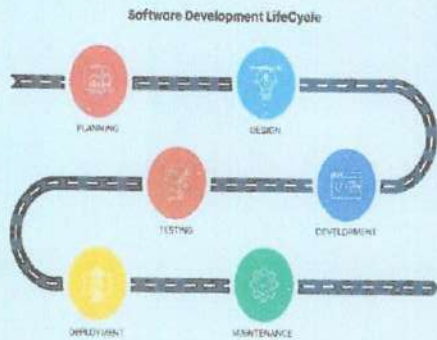 Software Development LifeCycle
PLANNING
DESIGN
TESTING
DEVELOPMENT
DEPLOYMENT
MAINTENANCE